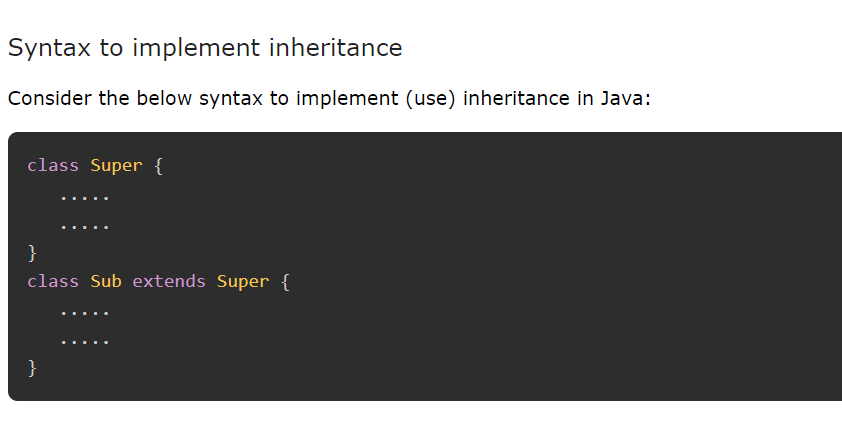 Syntax to implement inheritance
Consider the below syntax to implement (use) inheritance in Java:
class Super {
   .....
   .....
}
class Sub extends Super {
   .....
   .....
}